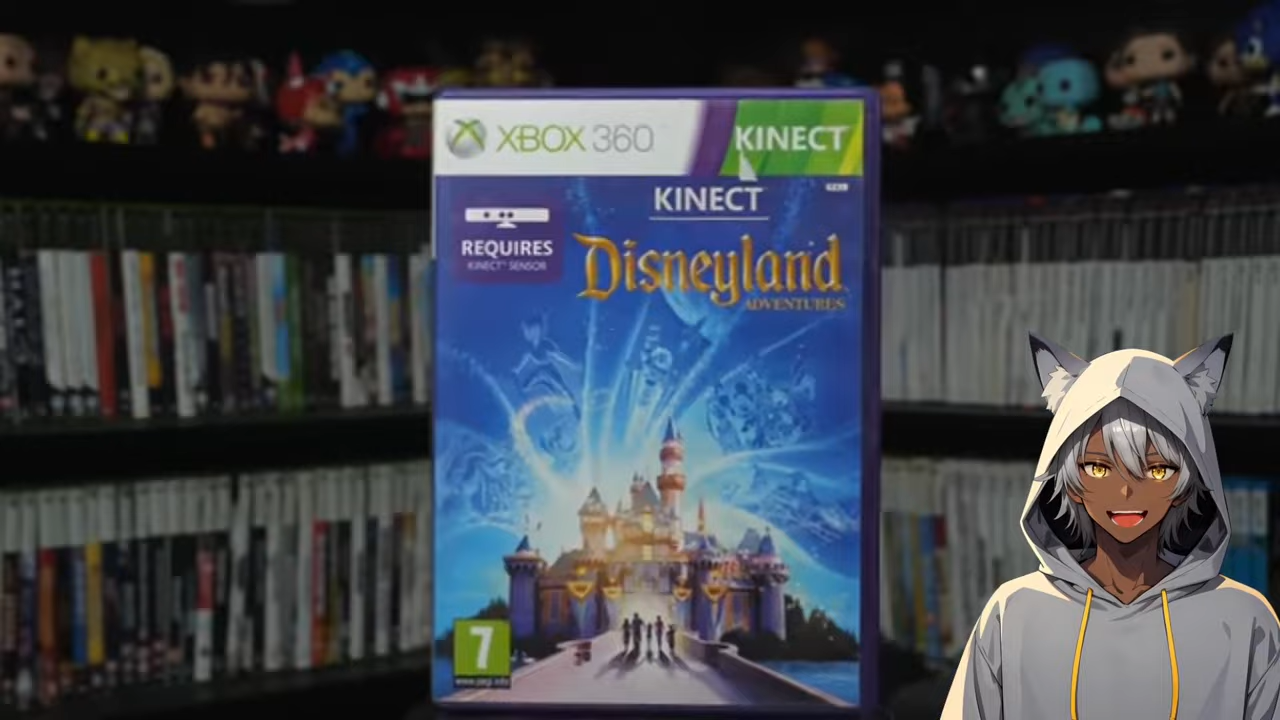 XBOX 360
KINECT
KINECT
REQUIRES
KINECT SENSOR
Disneyland
ADVENTURES
7